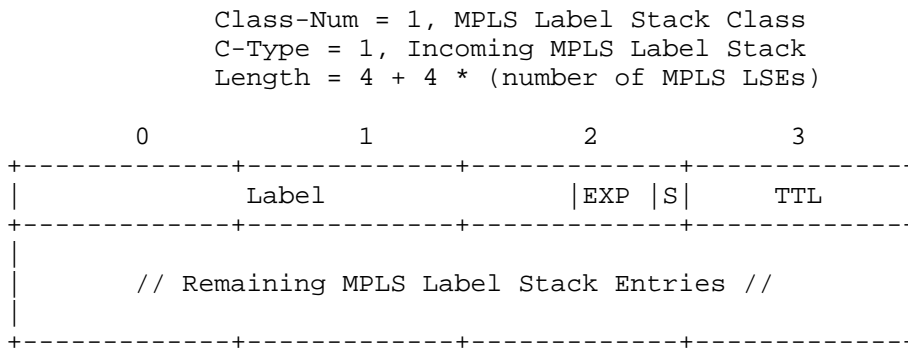 Class-Num = 1, MPLS Label Stack Class
C-Type = 1, Incoming MPLS Label Stack
Length = 4 + 4 * (number of MPLS LSEs)
0 1 2 3
+-------------+-------------+-------------+-------------
| Label |EXP |S| TTL
+-------------+-------------+-------------+-------------
|
| // Remaining MPLS Label Stack Entries //
|
+-------------+-------------+-------------+-------------